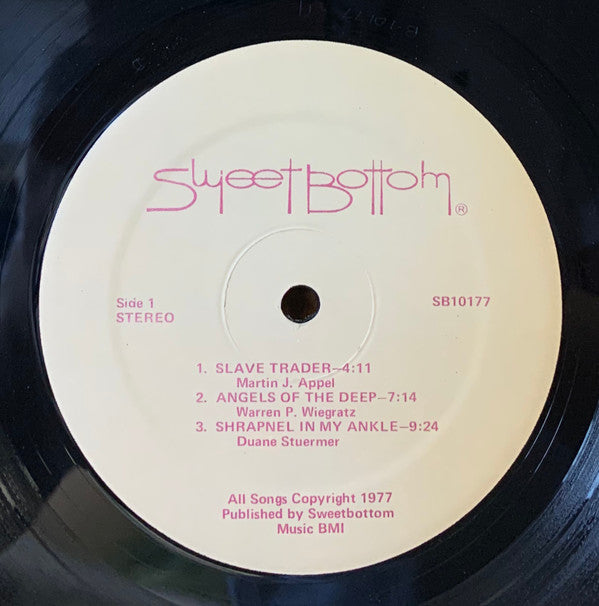 SweetBottom®
Side 1
STEREO
SB10177
1. SLAVE TRADER—4:11
Martin J. Appel
2. ANGELS OF THE DEEP—7:14
Warren P. Wiegratz
3. SHRAPNEL IN MY ANKLE—9:24
Duane Stuermer
All Songs Copyright 1977
Published by Sweetbottom
Music BMI